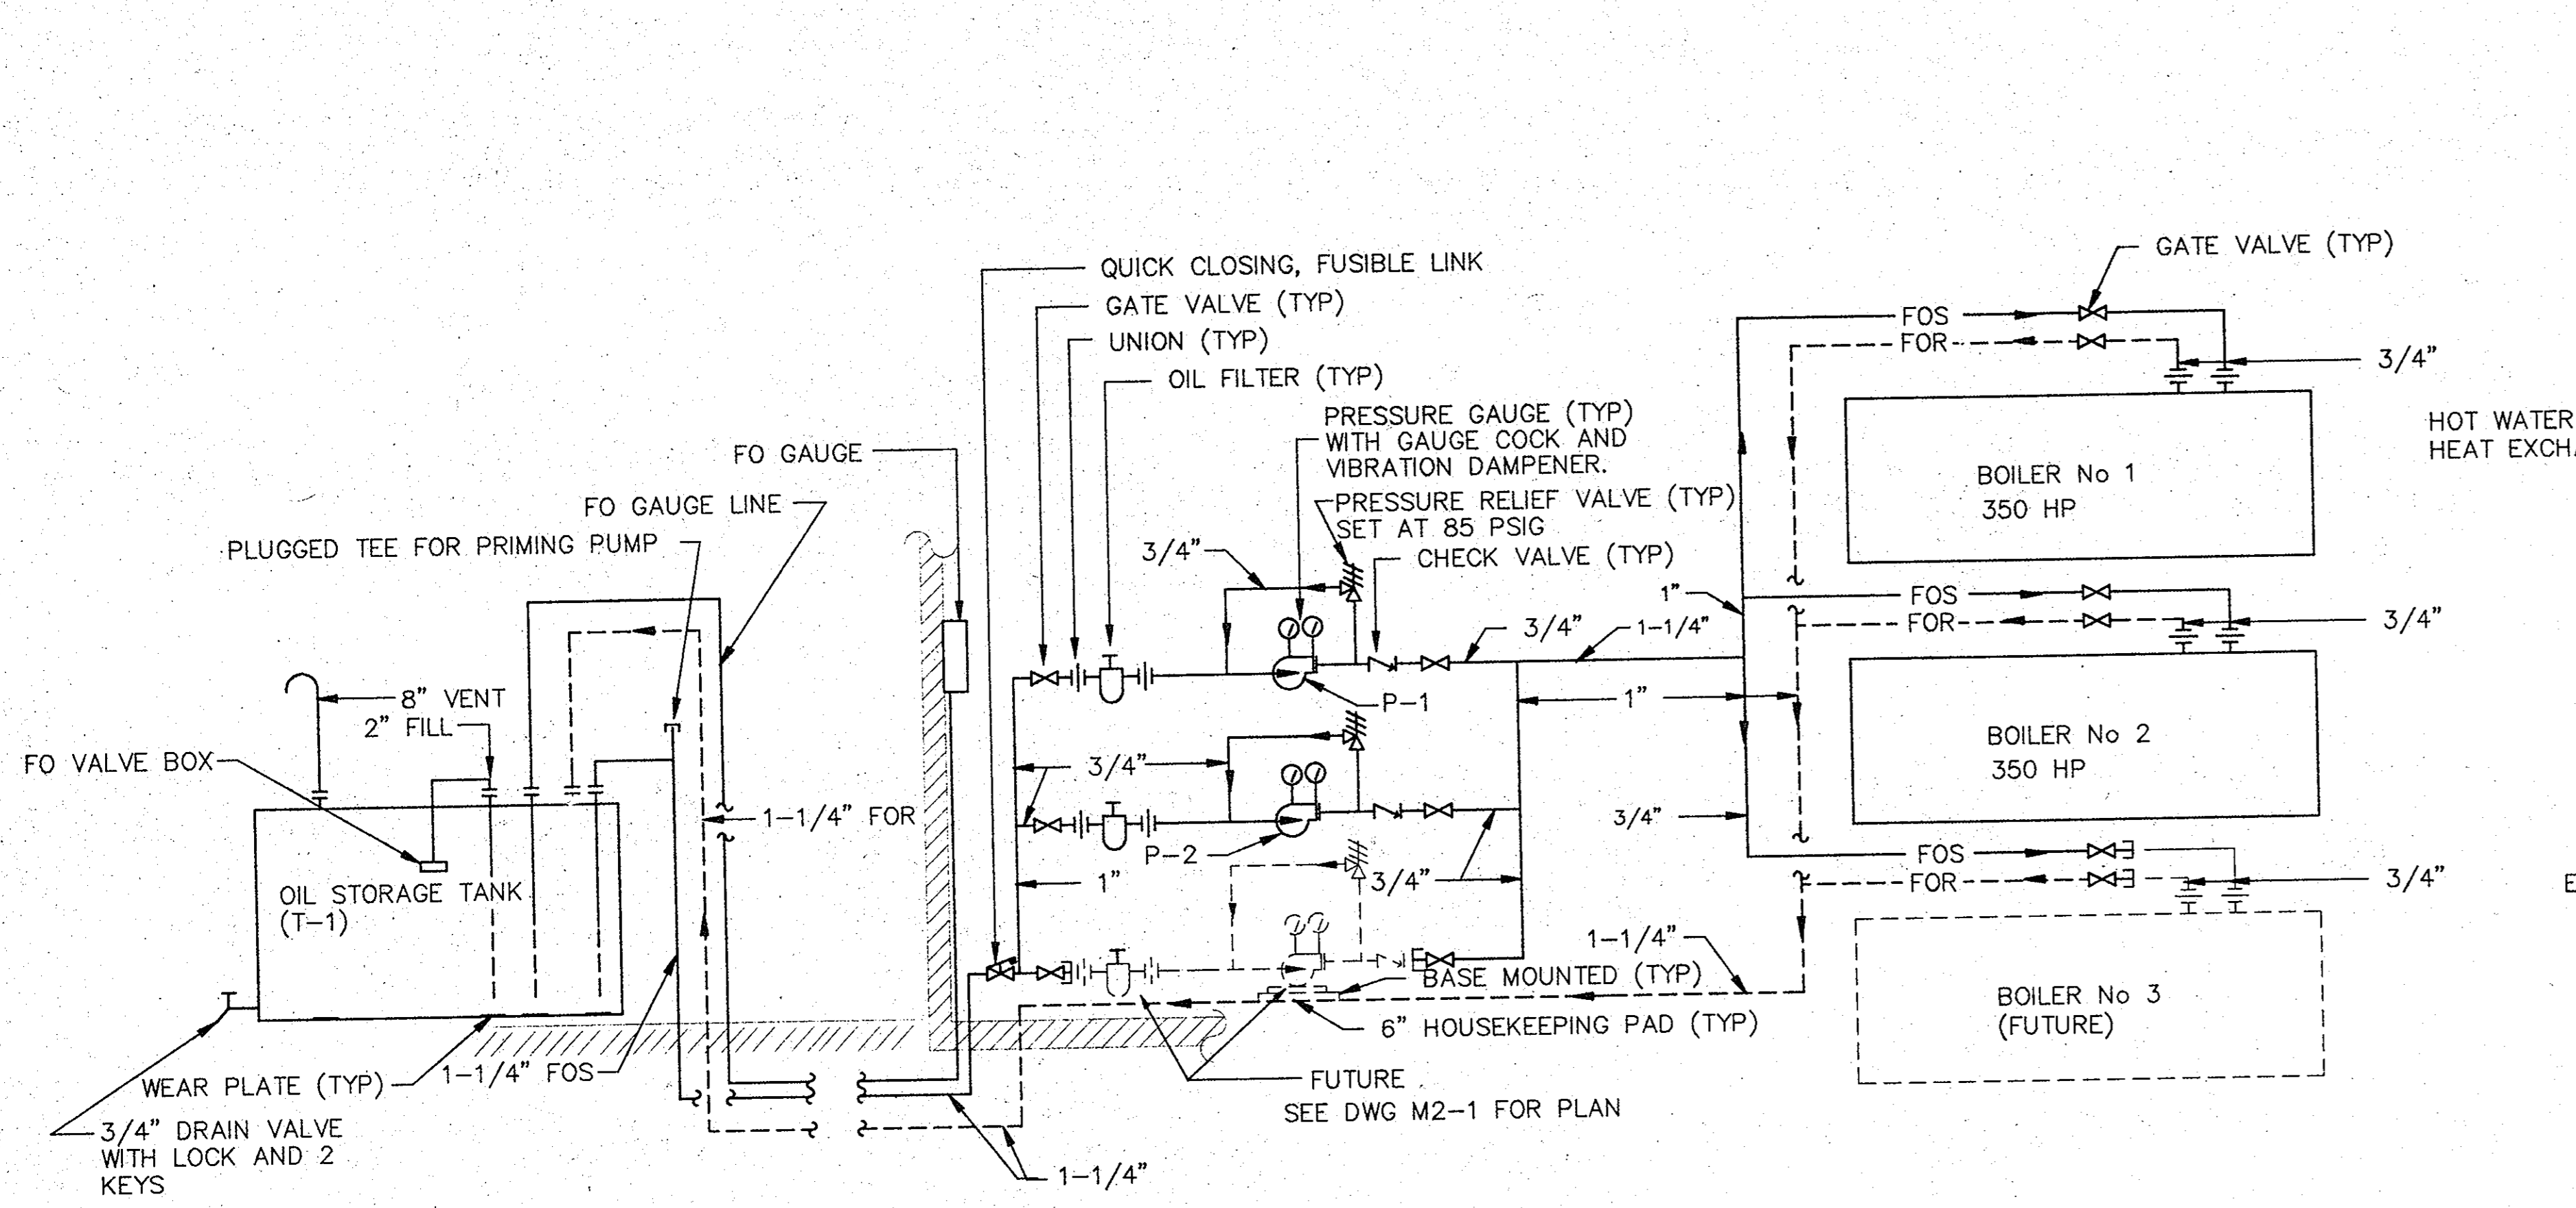 GATE VALVE (TYP)
QUICK CLOSING, FUSIBLE LINK
GATE VALVE (TYP)
UNION (TYP)
OIL FILTER (TYP)
FOS
FOR
3/4"
PRESSURE GAUGE (TYP)
WITH GAUGE COCK AND
VIBRATION DAMPENER.
HOT WATER
HEAT EXCH
FO GAUGE
BOILER No 1
350 HP
FO GAUGE LINE
PRESSURE RELIEF VALVE (TYP)
SET AT 85 PSIG
PLUGGED TEE FOR PRIMING PUMP
3/4"
CHECK VALVE (TYP)
1"
FOS
FOR
3/4"
3/4"
1-1/4"
8" VENT
2" FILL
P-1
1"
FO VALVE BOX
3/4"
BOILER No 2
350 HP
1-1/4" FOR
3/4"
P-2
FOS
FOR
3/4"
E
OIL STORAGE TANK
(T-1)
1"
3/4"
1-1/4"
BASE MOUNTED (TYP)
BOILER No 3
(FUTURE)
6" HOUSEKEEPING PAD (TYP)
WEAR PLATE (TYP)
1-1/4" FOS
FUTURE
SEE DWG M2-1 FOR PLAN
3/4" DRAIN VALVE
WITH LOCK AND 2
KEYS
1-1/4"